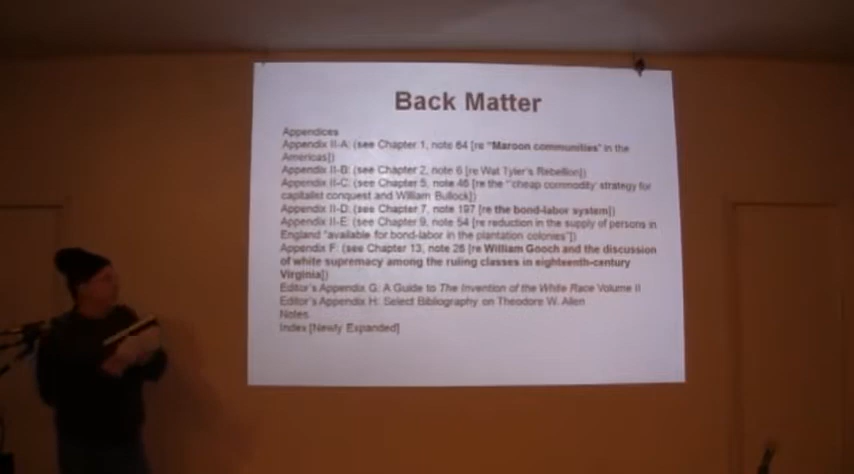 Back Matter
Appendices
Appendix II-A: (see Chapter 1, note 64 [re "Maroon communities" in the
Americas])
Appendix II-B: (see Chapter 2, note 6 [re Wat Tyler's Rebellion])
Appendix II-C: (see Chapter 5, note 46 [re the "'cheap commodity' strategy for
capitalist conquest and William Bullock])
Appendix II-D: (see Chapter 7, note 197 [re the bond-labor system])
Appendix II-E: (see Chapter 9, note 54 [re reduction in the supply of persons in
England "available for bond-labor in the plantation colonies"])
Appendix F: (see Chapter 13, note 26 [re William Gooch and the discussion
of white supremacy among the ruling classes in eighteenth-century
Virginia])
Editor's Appendix G: A Guide to The Invention of the White Race Volume II
Editor's Appendix H: Select Bibliography on Theodore W. Allen
Notes
Index [Newly Expanded]